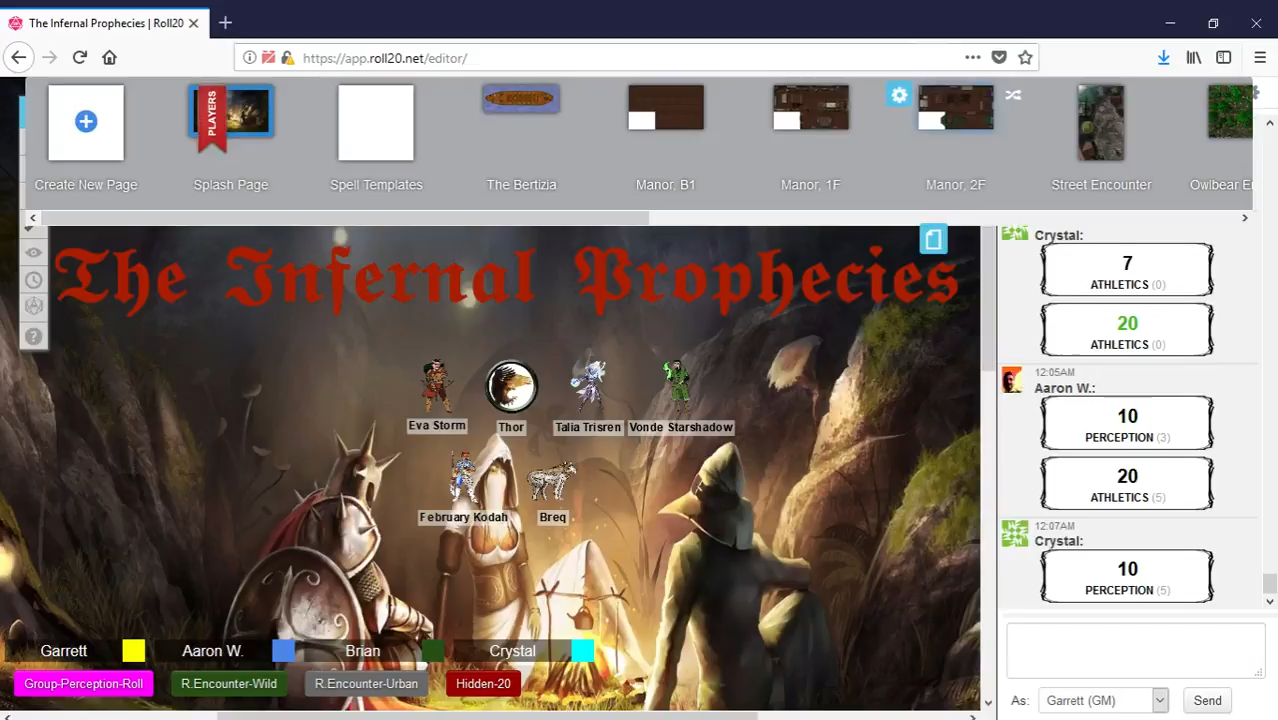 The Infernal Prophecies | Roll20
https://app.roll20.net/editor/
PLAYERS
Create New Page
Splash Page
Spell Templates
The Bertizia
Manor, B1
Manor, 1F
Manor, 2F
Street Encounter
Owlbear En
The Infernal Prophecies
Eva Storm
Thor
Talia Trisren
Vonde Starshadow
February Kodah
Breq
Garrett
Aaron W.
Brian
Crystal
Group-Perception-Roll
R.Encounter-Wild
R.Encounter-Urban
Hidden-20
Crystal:
7
ATHLETICS (0)
20
ATHLETICS (0)
12:05AM
Aaron W.:
10
PERCEPTION (3)
20
ATHLETICS (5)
12:07AM
Crystal:
10
PERCEPTION (5)
As:
Garrett (GM)
Send